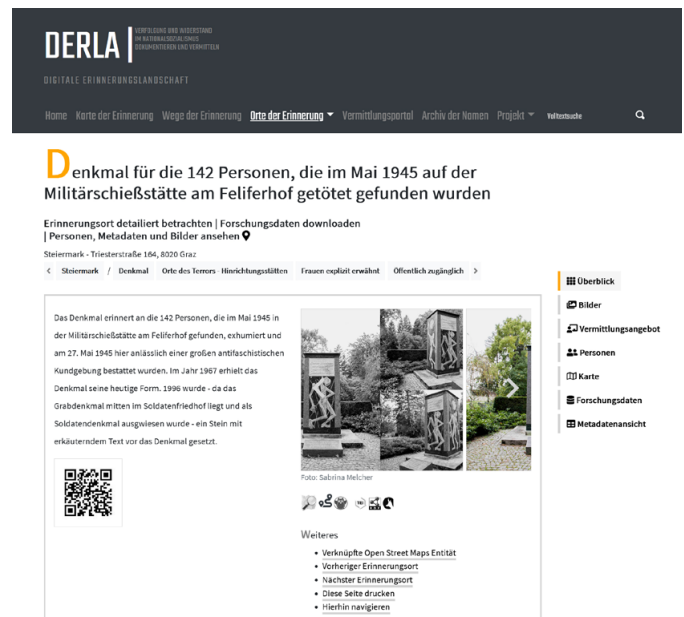 DERLA
VERFOLGUNG UND WIDERSTAND
IM NATIONALSOZIALISMUS
DOKUMENTIEREN UND VERMITTELN
DIGITALE ERINNERUNGSLANDSCHAFT
Home Karte der Erinnerung Wege der Erinnerung Orte der Erinnerung Vermittlungsportal Archiv der Namen Projekt Volltextsuche
Denkmal für die 142 Personen, die im Mai 1945 auf der
Militärschießstätte am Feliferhof getötet gefunden wurden
Erinnerungsort detailiert betrachten | Forschungsdaten downloaden
| Personen, Metadaten und Bilder ansehen
Steiermark - Triesterstraße 164, 8020 Graz
< Steiermark / Denkmal Orte des Terrors - Hinrichtungsstätten Frauen explizit erwähnt Öffentlich zugänglich >
Das Denkmal erinnert an die 142 Personen, die im Mai 1945 in
der Militärschießstätte am Feliferhof gefunden, exhumiert und
am 27. Mai 1945 hier anlässlich einer großen antifaschistischen
Kundgebung bestattet wurden. Im Jahr 1967 erhielt das
Denkmal seine heutige Form. 1996 wurde - da das
Grabdenkmal mitten im Soldatenfriedhof liegt und als
Soldatendenkmal ausgwiesen wurde - ein Stein mit
erkäuterndem Text vor das Denkmal gesetzt.
Foto: Sabrina Melcher
Weiteres
• Verknüpfte Open Street Maps Entität
• Vorheriger Erinnerungsort
• Nächster Erinnerungsort
• Diese Seite drucken
• Hierhin navigieren
Überblick
Bilder
Vermittlungsangebot
Personen
Karte
Forschungsdaten
Metadatenansicht